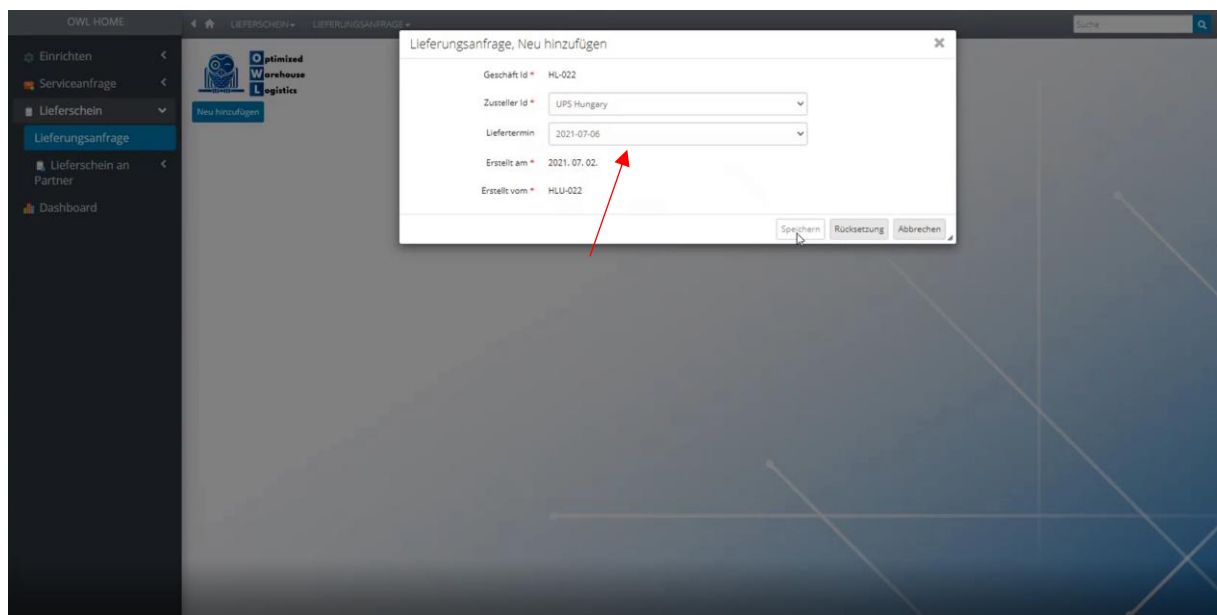 OWL HOME
LIEFERSCHEIN
LIEFERUNGSANFRAGE
Suche
Einrichten
Serviceanfrage
Lieferschein
Lieferungsanfrage
Lieferschein an
Partner
Dashboard
Optimized
Warehouse
Logistics
Neu hinzufügen
Lieferungsanfrage, Neu hinzufügen
Geschäft Id * HL-022
Zusteller Id * UPS Hungary
Liefertermin 2021-07-06
Erstellt am * 2021. 07. 02.
Erstellt vom * HLU-022
Speichern Rücksetzung Abbrechen